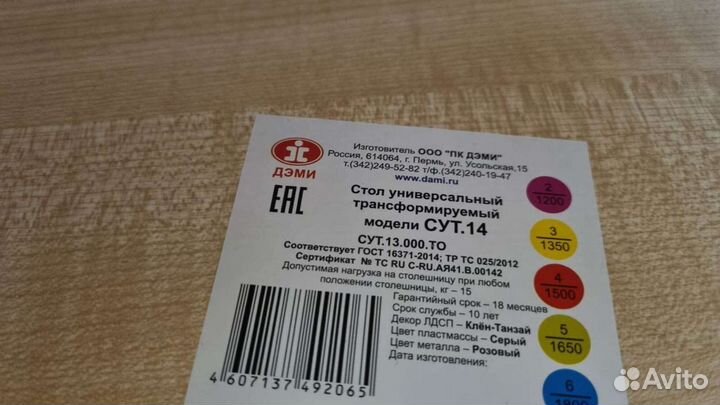 Изготовитель ООО "ПК ДЭМИ"
Россия, 614064, г. Пермь, ул. Усольская,15
т.(342)249-52-82 т/ф.(342)240-19-47
www.dami.ru
ДЭМИ
EAC
Стол универсальный
трансформируемый
модели СУТ.14
СУТ.13.000.ТО
Соответствует ГОСТ 16371-2014; ТР ТС 025/2012
Сертификат № ТС RU C-RU.АЯ41.В.00142
Допустимая нагрузка на столешницу при любом
положении столешницы, кг – 15
Гарантийный срок – 18 месяцев
Срок службы – 10 лет
Декор ЛДСП – Клён-Танзай
Цвет пластмассы – Серый
Цвет металла – Розовый
Дата изготовления:
4 607137 492065
2
1200
3
1350
4
1500
5
1650
6
1800
Avito